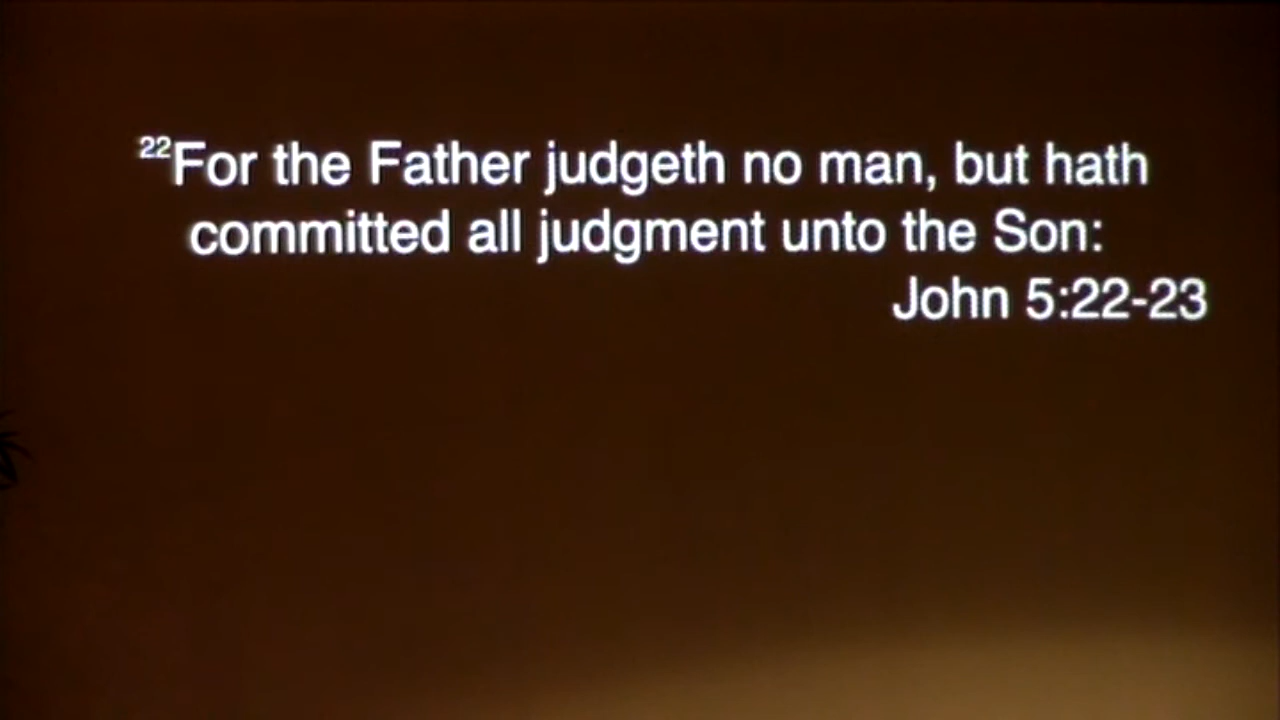 ²²For the Father judgeth no man, but hath
committed all judgment unto the Son:
John 5:22-23